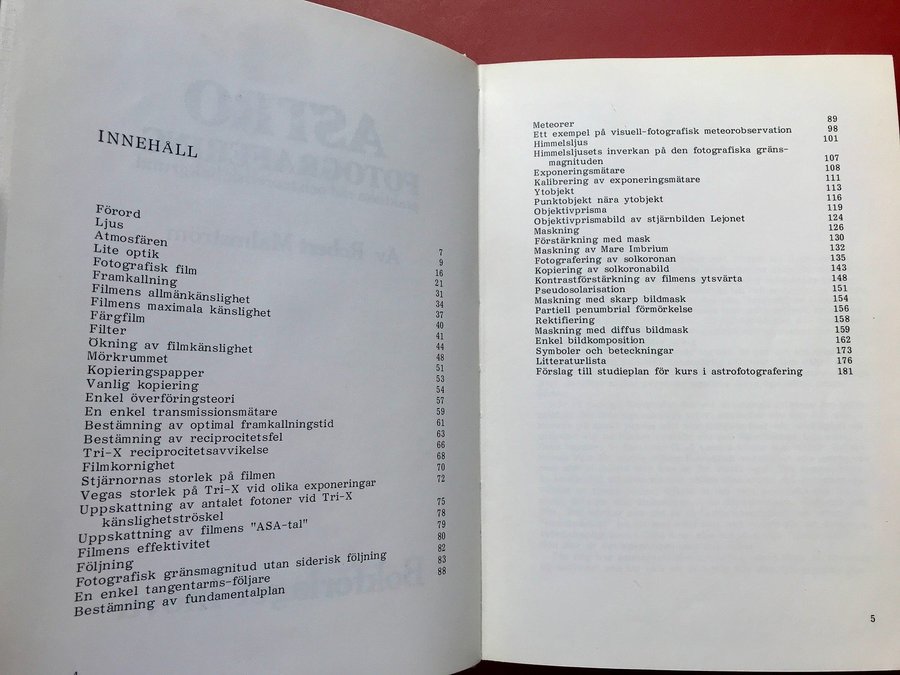 INNEHÅLL
Förord 7
Ljus 9
Atmosfären 16
Lite optik 21
Fotografisk film 31
Framkallning 34
Filmens allmänkänslighet 37
Filmens maximala känslighet 40
Färgfilm 41
Filter 44
Ökning av filmkänslighet 48
Mörkrummet 51
Kopieringspapper 53
Vanlig kopiering 54
Enkel överföringsteori 57
En enkel transmissionsmätare 59
Bestämning av optimal framkallningstid 61
Bestämning av reciprocitetsfel 63
Tri-X reciprocitetsavvikelse 66
Filmkornighet 68
Stjärnornas storlek på filmen 70
Vegas storlek på Tri-X vid olika exponeringar 72
Uppskattning av antalet fotoner vid Tri-X
känslighetströskel 75
Uppskattning av filmens "ASA-tal" 78
Filmens effektivitet 79
Följning 80
Fotografisk gränsmagnitud utan siderisk följning 82
En enkel tangentarms-följare 83
Bestämning av fundamentalplan 88
Meteorer 89
Ett exempel på visuell-fotografisk meteorobservation 98
Himmelsljus 101
Himmelsljusets inverkan på den fotografiska gräns-
magnituden 107
Exponeringsmätare 108
Kalibrering av exponeringsmätare 111
Ytobjekt 113
Punktobjekt nära ytobjekt 116
Objektivprisma 119
Objektivprismabild av stjärnbilden Lejonet 124
Maskning 126
Förstärkning med mask 130
Maskning av Mare Imbrium 132
Fotografering av solkoronan 135
Kopiering av solkoronabild 143
Kontrastförstärkning av filmens ytsvärta 148
Pseudosolarisation 151
Maskning med skarp bildmask 154
Partiell penumbrial förmörkelse 156
Rektifiering 158
Maskning med diffus bildmask 159
Enkel bildkomposition 162
Symboler och beteckningar 173
Litteraturlista 176
Förslag till studieplan för kurs i astrofotografering 181
5